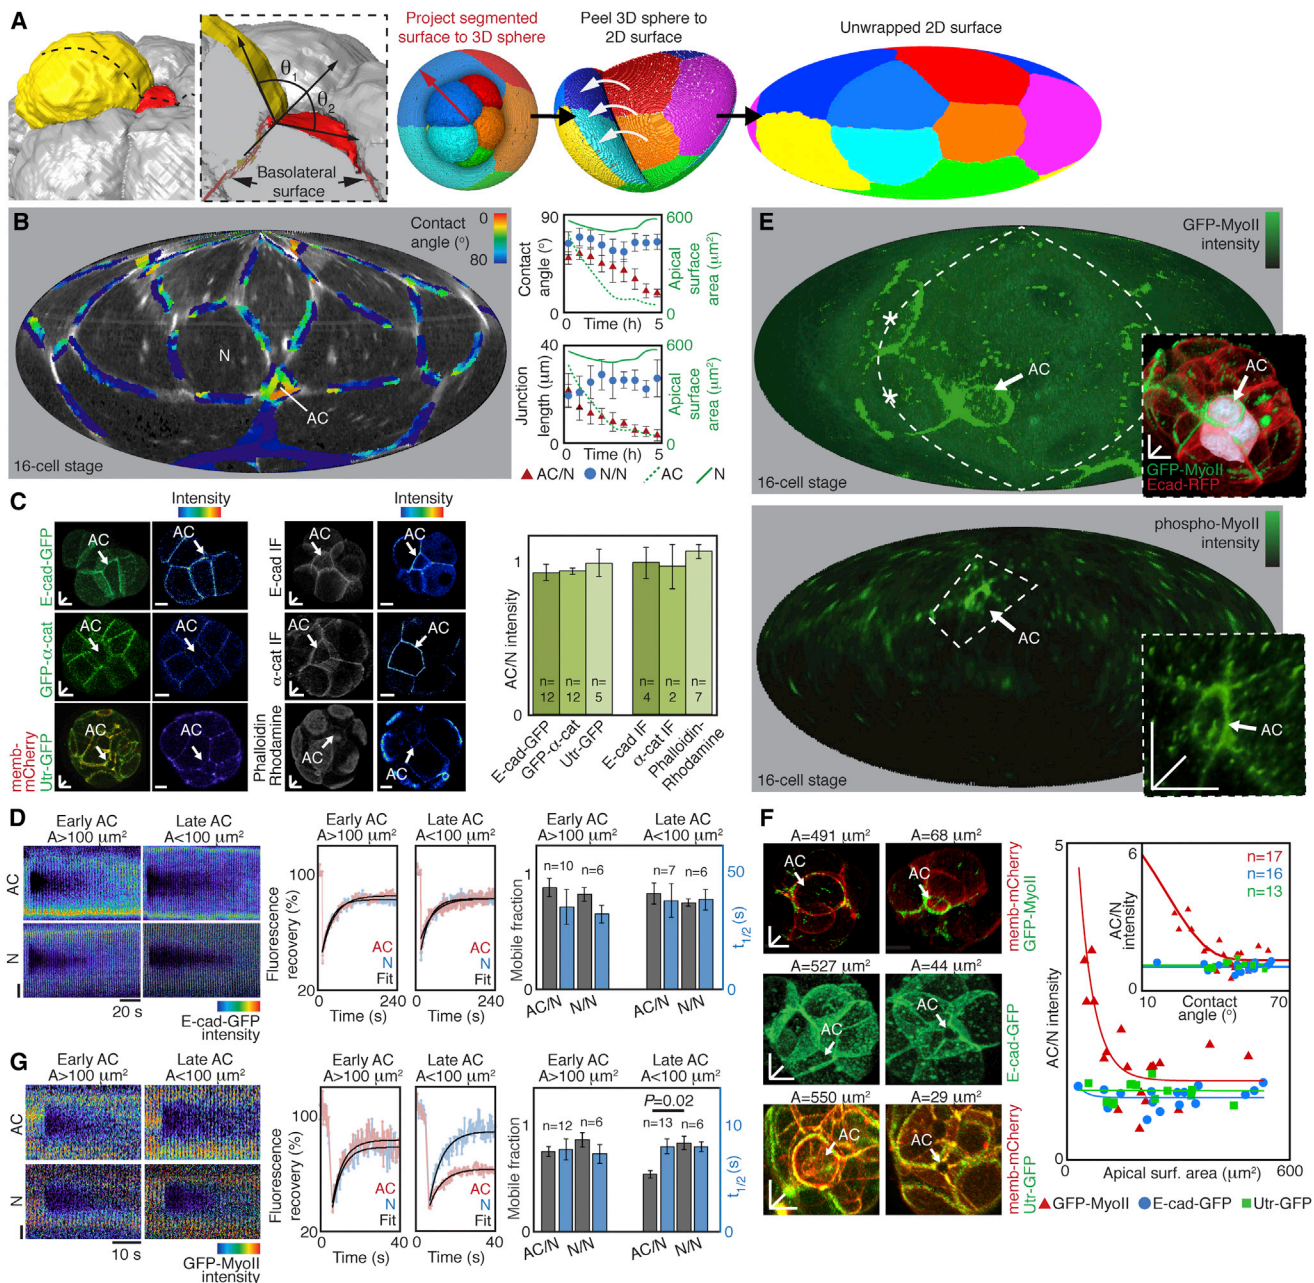 A
θ1
θ2
Basolateral
surface
Project segmented
surface to 3D sphere
Peel 3D sphere to
2D surface
Unwrapped 2D surface
B
Contact
angle (°)
0
80
N
AC
16-cell stage
90
Contact
angle (°)
0
600
Apical
surface
area (μm²)
0
0
Time (h)
5
40
Junction
length (μm)
0
600
Apical
surface
area (μm²)
0
0
Time (h)
5
AC/N
N/N
AC
N
C
Intensity
Intensity
E-cad-GFP
AC
AC
E-cad IF
AC
AC
GFP-α-cat
AC
AC
α-cat IF
AC
AC
memb-
mCherry
Utr-GFP
AC
AC
Phalloidin
Rhodamine
AC
AC
AC/N intensity
1
0
n=
12
n=
12
n=
5
n=
4
n=
2
n=
7
E-cad-GFP
GFP-α-cat
Utr-GFP
E-cad IF
α-cat IF
Phalloidin-
Rhodamine
D
Early AC
A>100 μm²
Late AC
A<100 μm²
AC
N
20 s
E-cad-GFP
intensity
Early AC
A>100 μm²
Late AC
A<100 μm²
Fluorescence
recovery (%)
100
20
AC
N
Fit
AC
N
Fit
0
240
0
240
Time (s)
Time (s)
Early AC
A>100 μm²
Late AC
A<100 μm²
Mobile fraction
1
0
n=10
n=6
n=7
n=6
50
t1/2 (s)
0
AC/N
N/N
AC/N
N/N
E
GFP-MyoII
intensity
*
*
AC
16-cell stage
AC
GFP-MyoII
Ecad-RFP
phospho-MyoII
intensity
AC
16-cell stage
AC
F
A=491 μm²
A=68 μm²
AC
AC
memb-mCherry
GFP-MyoII
A=527 μm²
A=44 μm²
AC
AC
E-cad-GFP
A=550 μm²
A=29 μm²
AC
AC
memb-mCherry
Utr-GFP
5
AC/N intensity
0
0
Apical surf. area (μm²)
600
6
AC/N
intensity
0
10
Contact
angle (°)
70
n=17
n=16
n=13
GFP-MyoII
E-cad-GFP
Utr-GFP
G
Early AC
A>100 μm²
Late AC
A<100 μm²
AC
N
10 s
GFP-MyoII
intensity
Early AC
A>100 μm²
Late AC
A<100 μm²
Fluorescence
recovery (%)
100
20
AC
N
Fit
AC
N
Fit
0
40
0
40
Time (s)
Time (s)
Early AC
A>100 μm²
Late AC
A<100 μm²
P=0.02
Mobile fraction
1
0
n=12
n=6
n=13
n=6
10
t1/2 (s)
0
AC/N
N/N
AC/N
N/N